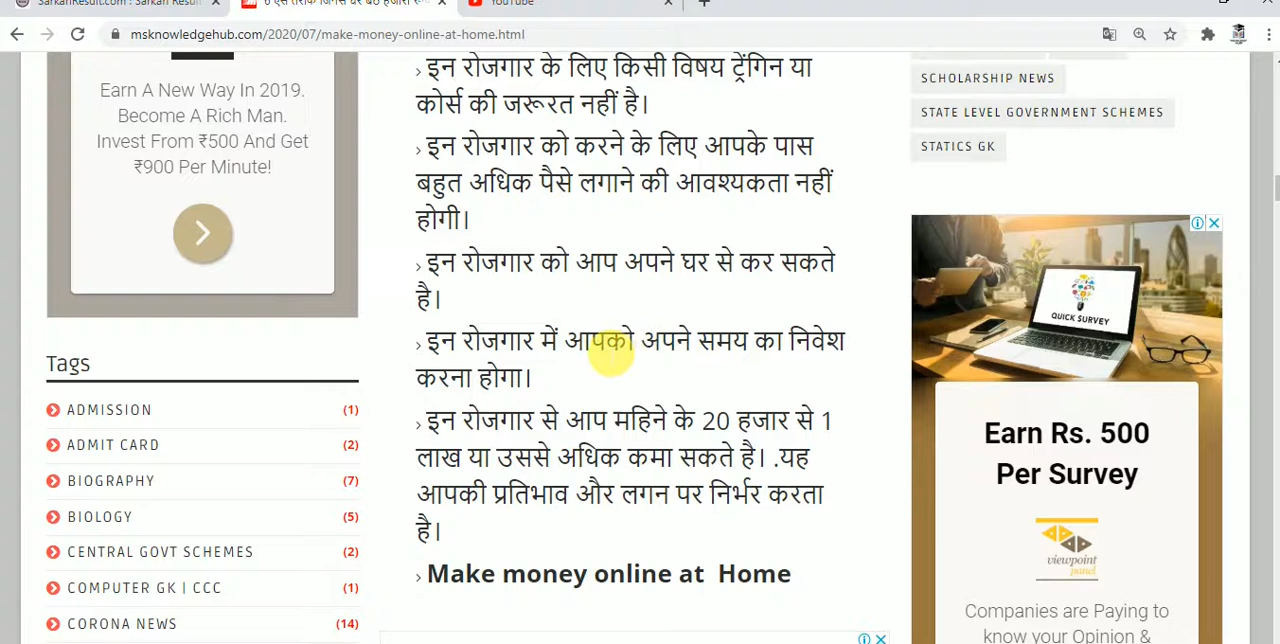 SarkariResult.com : Sarkari Result
YouTube
msknowledgehub.com/2020/07/make-money-online-at-home.html
Earn A New Way In 2019.
Become A Rich Man.
Invest From ₹500 And Get
₹900 Per Minute!
Tags
ADMISSION (1)
ADMIT CARD (2)
BIOGRAPHY (7)
BIOLOGY (5)
CENTRAL GOVT SCHEMES (2)
COMPUTER GK | CCC (1)
CORONA NEWS (14)
› इन रोजगार के लिए किसी विषय ट्रेंगिन या
कोर्स की जरूरत नहीं है।
› इन रोजगार को करने के लिए आपके पास
बहुत अधिक पैसे लगाने की आवश्यकता नहीं
होगी।
› इन रोजगार को आप अपने घर से कर सकते
है।
› इन रोजगार में आपको अपने समय का निवेश
करना होगा।
› इन रोजगार से आप महिने के 20 हजार से 1
लाख या उससे अधिक कमा सकते है। .यह
आपकी प्रतिभाव और लगन पर निर्भर करता
है।
› Make money online at Home
SCHOLARSHIP NEWS
STATE LEVEL GOVERNMENT SCHEMES
STATICS GK
QUICK SURVEY
Earn Rs. 500
Per Survey
viewpoint
panel
Companies are Paying to
know your Opinion &